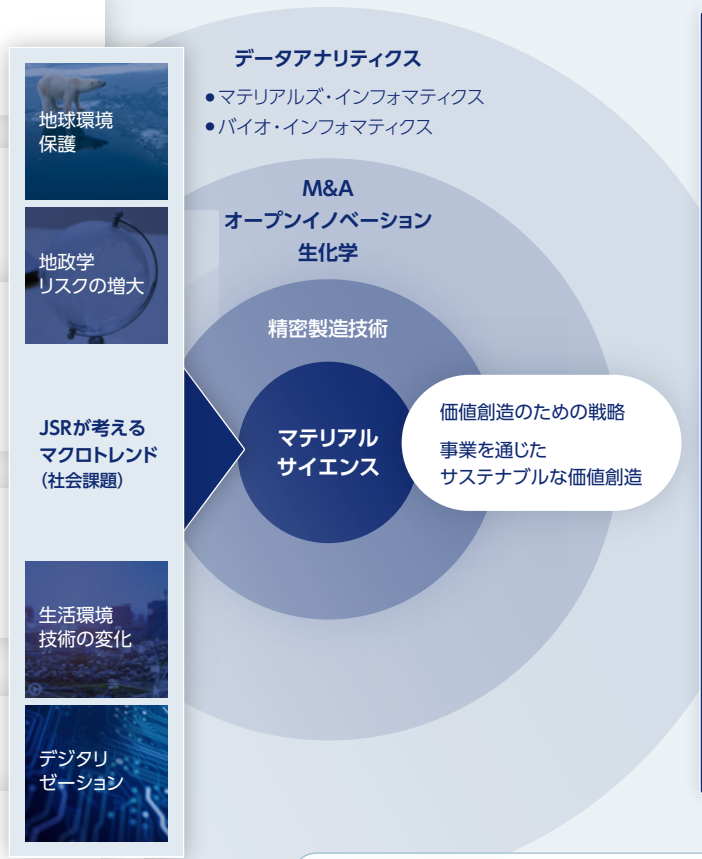 データアナリティクス
●マテリアルズ・インフォマティクス
●バイオ・インフォマティクス
M&A
オープンイノベーション
生化学
精密製造技術
マテリアル
サイエンス
価値創造のための戦略
事業を通じた
サステナブルな価値創造
地球環境
保護
地政学
リスクの増大
JSRが考える
マクロトレンド
（社会課題）
生活環境
技術の変化
デジタリ
ゼーション